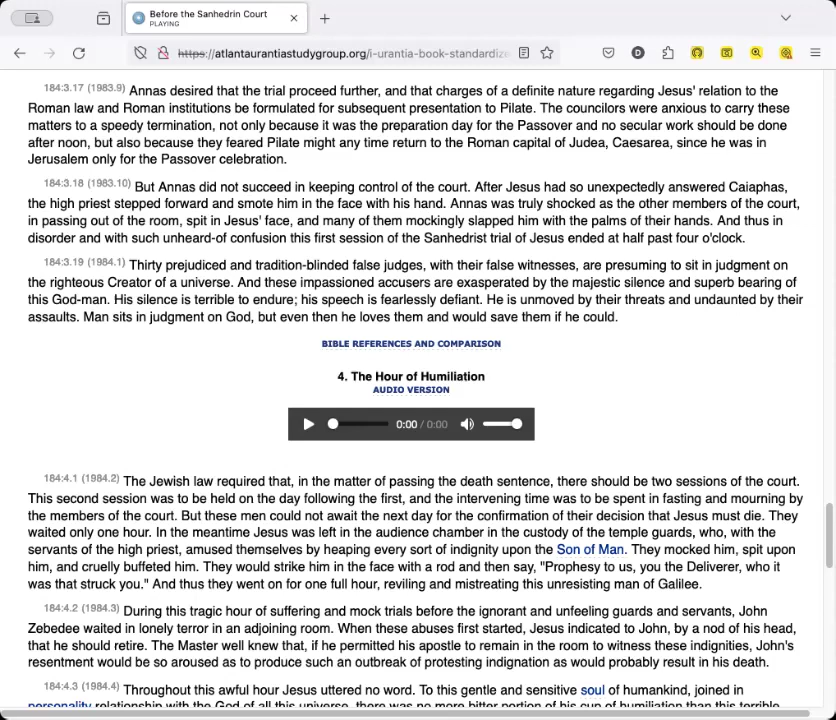 Before the Sanhedrin Court
PLAYING
https://atlantaurantiastudygroup.org/i-urantia-book-standardize
184:3.17 (1983.9) Annas desired that the trial proceed further, and that charges of a definite nature regarding Jesus' relation to the
Roman law and Roman institutions be formulated for subsequent presentation to Pilate. The councilors were anxious to carry these
matters to a speedy termination, not only because it was the preparation day for the Passover and no secular work should be done
after noon, but also because they feared Pilate might any time return to the Roman capital of Judea, Caesarea, since he was in
Jerusalem only for the Passover celebration.
184:3.18 (1983.10) But Annas did not succeed in keeping control of the court. After Jesus had so unexpectedly answered Caiaphas,
the high priest stepped forward and smote him in the face with his hand. Annas was truly shocked as the other members of the court,
in passing out of the room, spit in Jesus' face, and many of them mockingly slapped him with the palms of their hands. And thus in
disorder and with such unheard-of confusion this first session of the Sanhedrist trial of Jesus ended at half past four o'clock.
184:3.19 (1984.1) Thirty prejudiced and tradition-blinded false judges, with their false witnesses, are presuming to sit in judgment on
the righteous Creator of a universe. And these impassioned accusers are exasperated by the majestic silence and superb bearing of
this God-man. His silence is terrible to endure; his speech is fearlessly defiant. He is unmoved by their threats and undaunted by their
assaults. Man sits in judgment on God, but even then he loves them and would save them if he could.
BIBLE REFERENCES AND COMPARISON
4. The Hour of Humiliation
AUDIO VERSION
0:00 / 0:00
184:4.1 (1984.2) The Jewish law required that, in the matter of passing the death sentence, there should be two sessions of the court.
This second session was to be held on the day following the first, and the intervening time was to be spent in fasting and mourning by
the members of the court. But these men could not await the next day for the confirmation of their decision that Jesus must die. They
waited only one hour. In the meantime Jesus was left in the audience chamber in the custody of the temple guards, who, with the
servants of the high priest, amused themselves by heaping every sort of indignity upon the Son of Man. They mocked him, spit upon
him, and cruelly buffeted him. They would strike him in the face with a rod and then say, "Prophesy to us, you the Deliverer, who it
was that struck you." And thus they went on for one full hour, reviling and mistreating this unresisting man of Galilee.
184:4.2 (1984.3) During this tragic hour of suffering and mock trials before the ignorant and unfeeling guards and servants, John
Zebedee waited in lonely terror in an adjoining room. When these abuses first started, Jesus indicated to John, by a nod of his head,
that he should retire. The Master well knew that, if he permitted his apostle to remain in the room to witness these indignities, John's
resentment would be so aroused as to produce such an outbreak of protesting indignation as would probably result in his death.
184:4.3 (1984.4) Throughout this awful hour Jesus uttered no word. To this gentle and sensitive soul of humankind, joined in
personality relationship with the God of all this universe, there was no more bitter portion of his cup of humiliation than this terrible